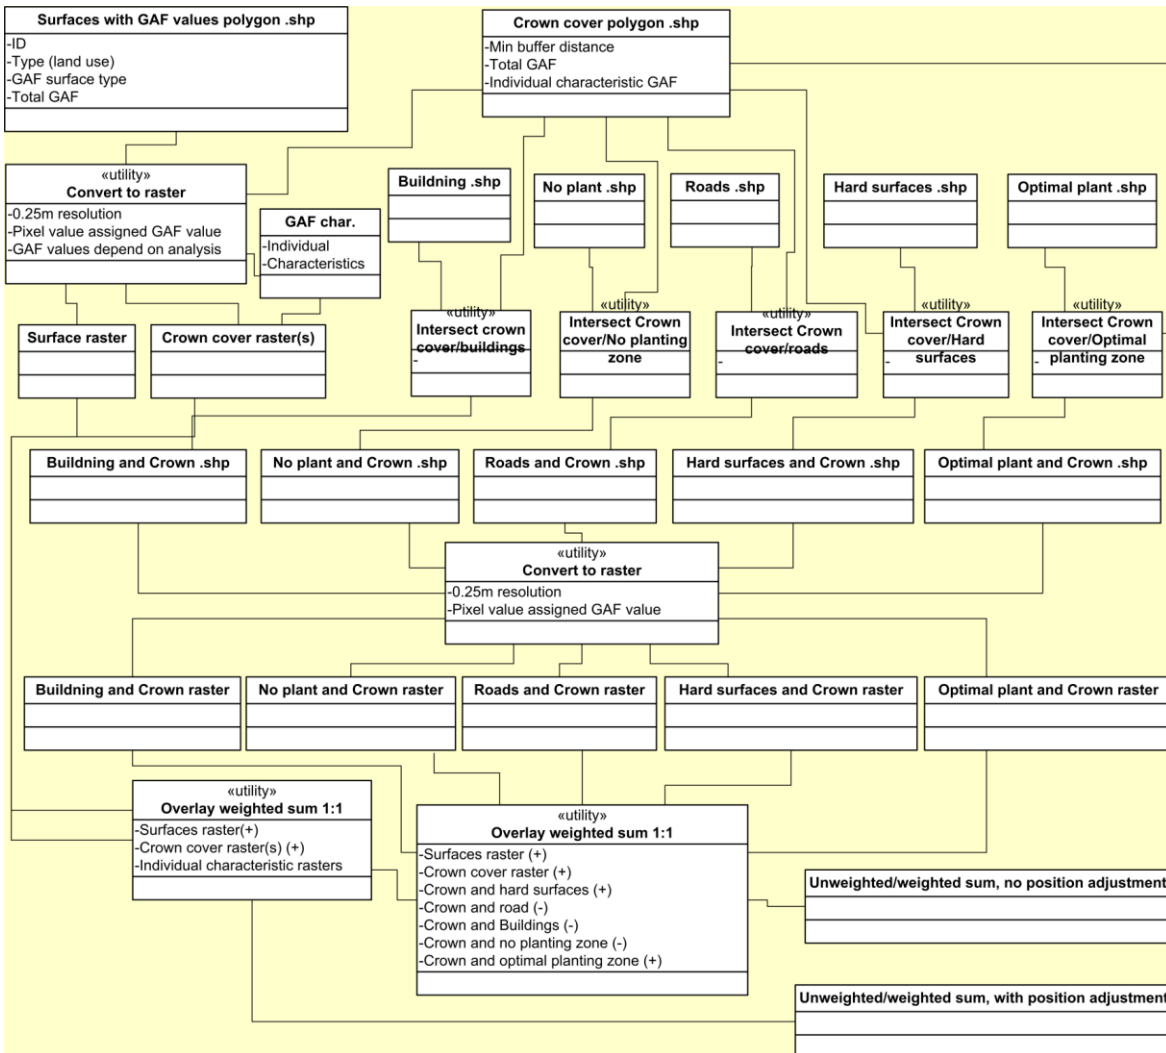 Surfaces with GAF values polygon .shp
-ID
-Type (land use)
-GAF surface type
-Total GAF
Crown cover polygon .shp
-Min buffer distance
-Total GAF
-Individual characteristic GAF
«utility»
Convert to raster
-0.25m resolution
-Pixel value assigned GAF value
-GAF values depend on analysis
GAF char.
-Individual
-Characteristics
Buildning .shp
No plant .shp
Roads .shp
Hard surfaces .shp
Optimal plant .shp
Surface raster
Crown cover raster(s)
«utility»
Intersect crown
cover/buildings
-
«utility»
Intersect Crown
cover/No planting
zone
-
«utility»
Intersect Crown
cover/roads
-
«utility»
Intersect Crown
cover/Hard
surfaces
-
«utility»
Intersect Crown
cover/Optimal
planting zone
-
Buildning and Crown .shp
No plant and Crown .shp
Roads and Crown .shp
Hard surfaces and Crown .shp
Optimal plant and Crown .shp
«utility»
Convert to raster
-0.25m resolution
-Pixel value assigned GAF value
Buildning and Crown raster
No plant and Crown raster
Roads and Crown raster
Hard surfaces and Crown raster
Optimal plant and Crown raster
«utility»
Overlay weighted sum 1:1
-Surfaces raster(+)
-Crown cover raster(s) (+)
-Individual characteristic rasters
«utility»
Overlay weighted sum 1:1
-Surfaces raster (+)
-Crown cover raster (+)
-Crown and hard surfaces (+)
-Crown and road (-)
-Crown and Buildings (-)
-Crown and no planting zone (-)
-Crown and optimal planting zone (+)
Unweighted/weighted sum, no position adjustment
Unweighted/weighted sum, with position adjustment